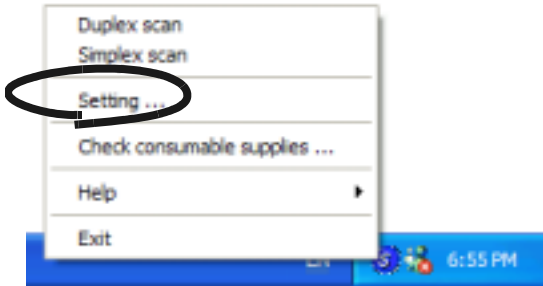 Duplex scan
Simplex scan
Setting ...
Check consumable supplies ...
Help
Exit
S 6:55 PM